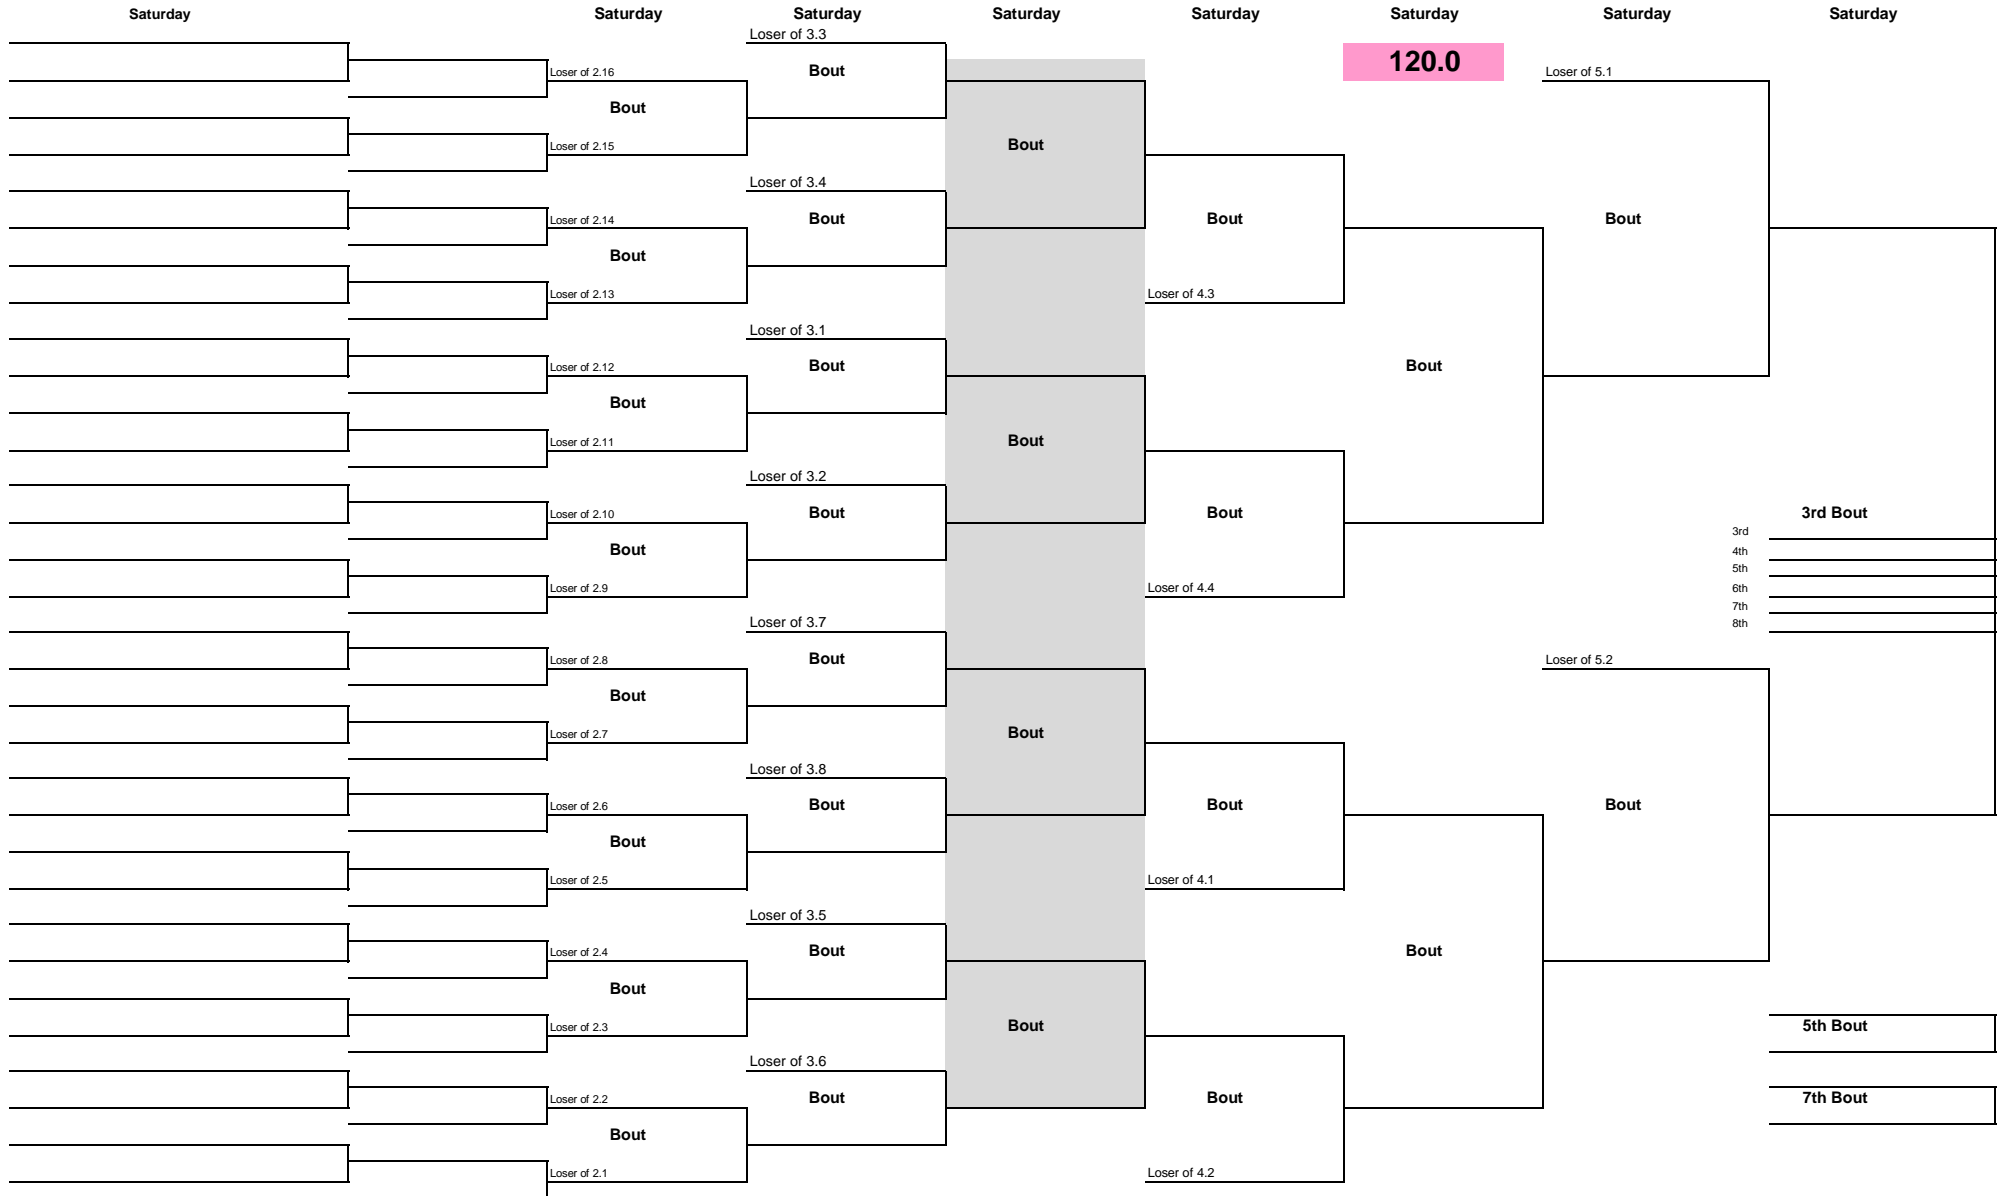 Saturday Saturday Saturday Saturday Saturday Saturday Saturday Saturday
Loser of 3.3
120.0
Loser of 2.16 Bout Loser of 5.1
Bout
Loser of 2.15 Bout
Loser of 3.4
Loser of 2.14 Bout Bout Bout
Bout
Loser of 2.13 Loser of 4.3
Loser of 3.1
Loser of 2.12 Bout Bout
Bout
Loser of 2.11 Bout
Loser of 3.2
Loser of 2.10 Bout Bout 3rd Bout
3rd
Bout 4th
5th
Loser of 2.9 Loser of 4.4 6th
7th
Loser of 3.7 8th
Loser of 2.8 Bout Loser of 5.2
Bout
Loser of 2.7 Bout
Loser of 3.8
Loser of 2.6 Bout Bout Bout
Bout
Loser of 2.5 Loser of 4.1
Loser of 3.5
Loser of 2.4 Bout Bout
Bout
Loser of 2.3 Bout 5th Bout
Loser of 3.6
Loser of 2.2 Bout Bout 7th Bout
Bout
Loser of 2.1 Loser of 4.2